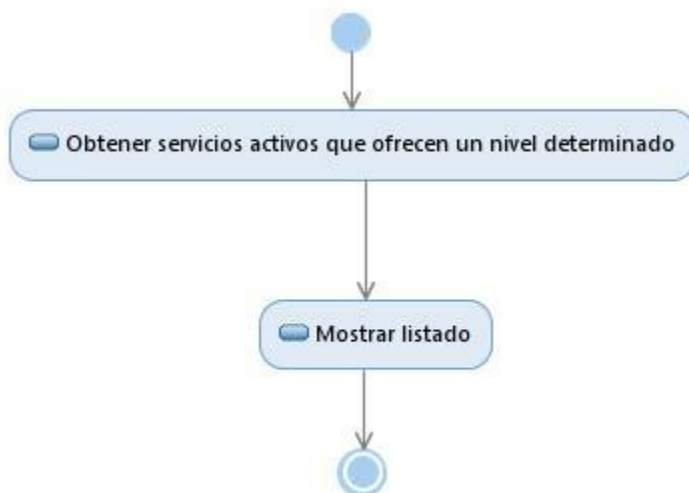 Obtener servicios activos que ofrecen un nivel determinado
Mostrar listado